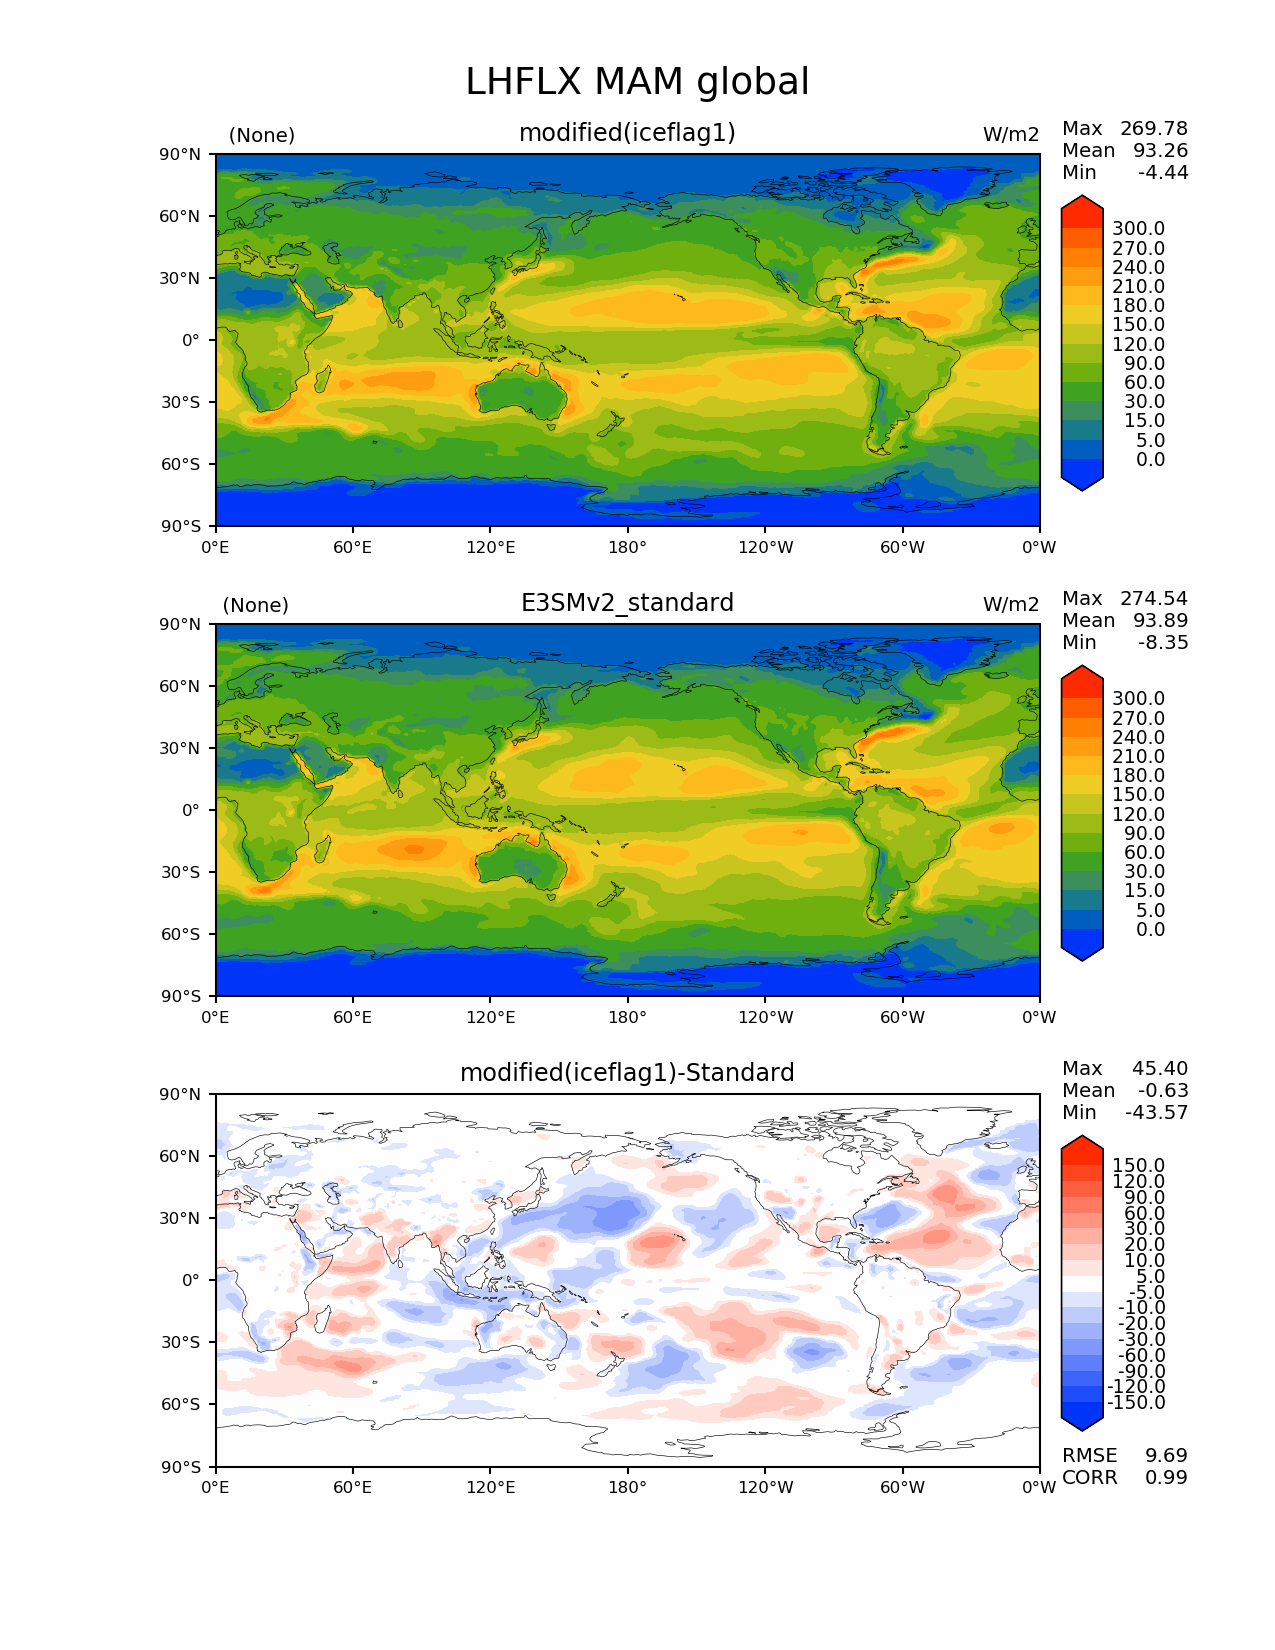 LHFLX MAM global
(None) modified(iceflag1) W/m2
Max 269.78
Mean 93.26
Min -4.44
90°N
60°N
30°N
0°
30°S
60°S
90°S
0°E 60°E 120°E 180° 120°W 60°W 0°W
300.0
270.0
240.0
210.0
180.0
150.0
120.0
90.0
60.0
30.0
15.0
5.0
0.0
(None) E3SMv2_standard W/m2
Max 274.54
Mean 93.89
Min -8.35
90°N
60°N
30°N
0°
30°S
60°S
90°S
0°E 60°E 120°E 180° 120°W 60°W 0°W
300.0
270.0
240.0
210.0
180.0
150.0
120.0
90.0
60.0
30.0
15.0
5.0
0.0
modified(iceflag1)-Standard
Max 45.40
Mean -0.63
Min -43.57
90°N
60°N
30°N
0°
30°S
60°S
90°S
0°E 60°E 120°E 180° 120°W 60°W 0°W
150.0
120.0
90.0
60.0
30.0
20.0
10.0
5.0
-5.0
-10.0
-20.0
-30.0
-60.0
-90.0
-120.0
-150.0
RMSE 9.69
CORR 0.99